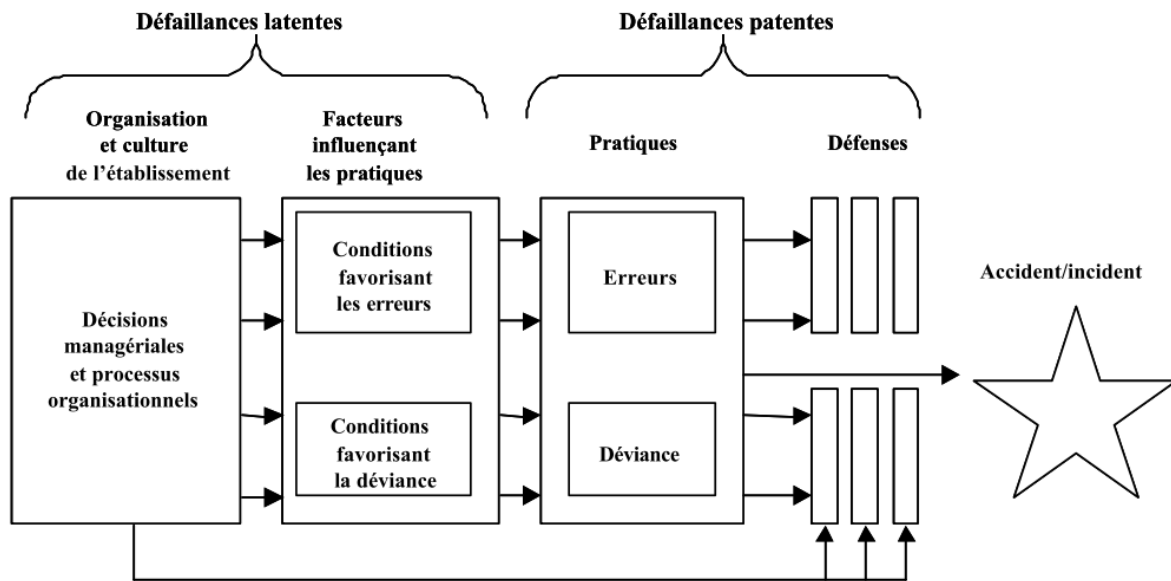 Défaillances latentes
Défaillances patentes
Organisation
et culture
de l'établissement
Facteurs
influençant
les pratiques
Pratiques
Défenses
Décisions
managériales
et processus
organisationnels
Conditions
favorisant
les erreurs
Conditions
favorisant
la déviance
Erreurs
Déviance
Accident/incident